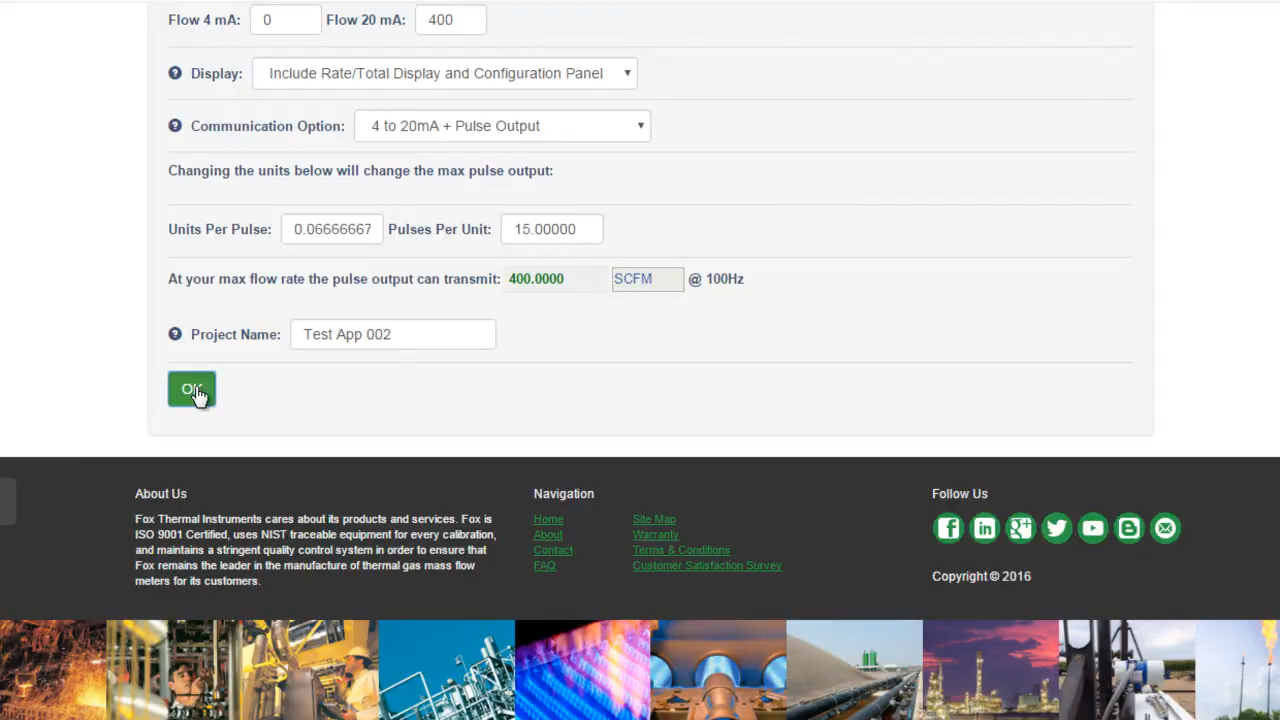 Flow 4 mA: 0 Flow 20 mA: 400
Display: Include Rate/Total Display and Configuration Panel
Communication Option: 4 to 20mA + Pulse Output
Changing the units below will change the max pulse output:
Units Per Pulse: 0.06666667 Pulses Per Unit: 15.00000
At your max flow rate the pulse output can transmit: 400.0000 SCFM @ 100Hz
Project Name: Test App 002
OK
About Us
Fox Thermal Instruments cares about its products and services. Fox is
ISO 9001 Certified, uses NIST traceable equipment for every calibration,
and maintains a stringent quality control system in order to ensure that
Fox remains the leader in the manufacture of thermal gas mass flow
meters for its customers.
Navigation
Home Site Map
About Warranty
Contact Terms & Conditions
FAQ Customer Satisfaction Survey
Follow Us
Copyright © 2016